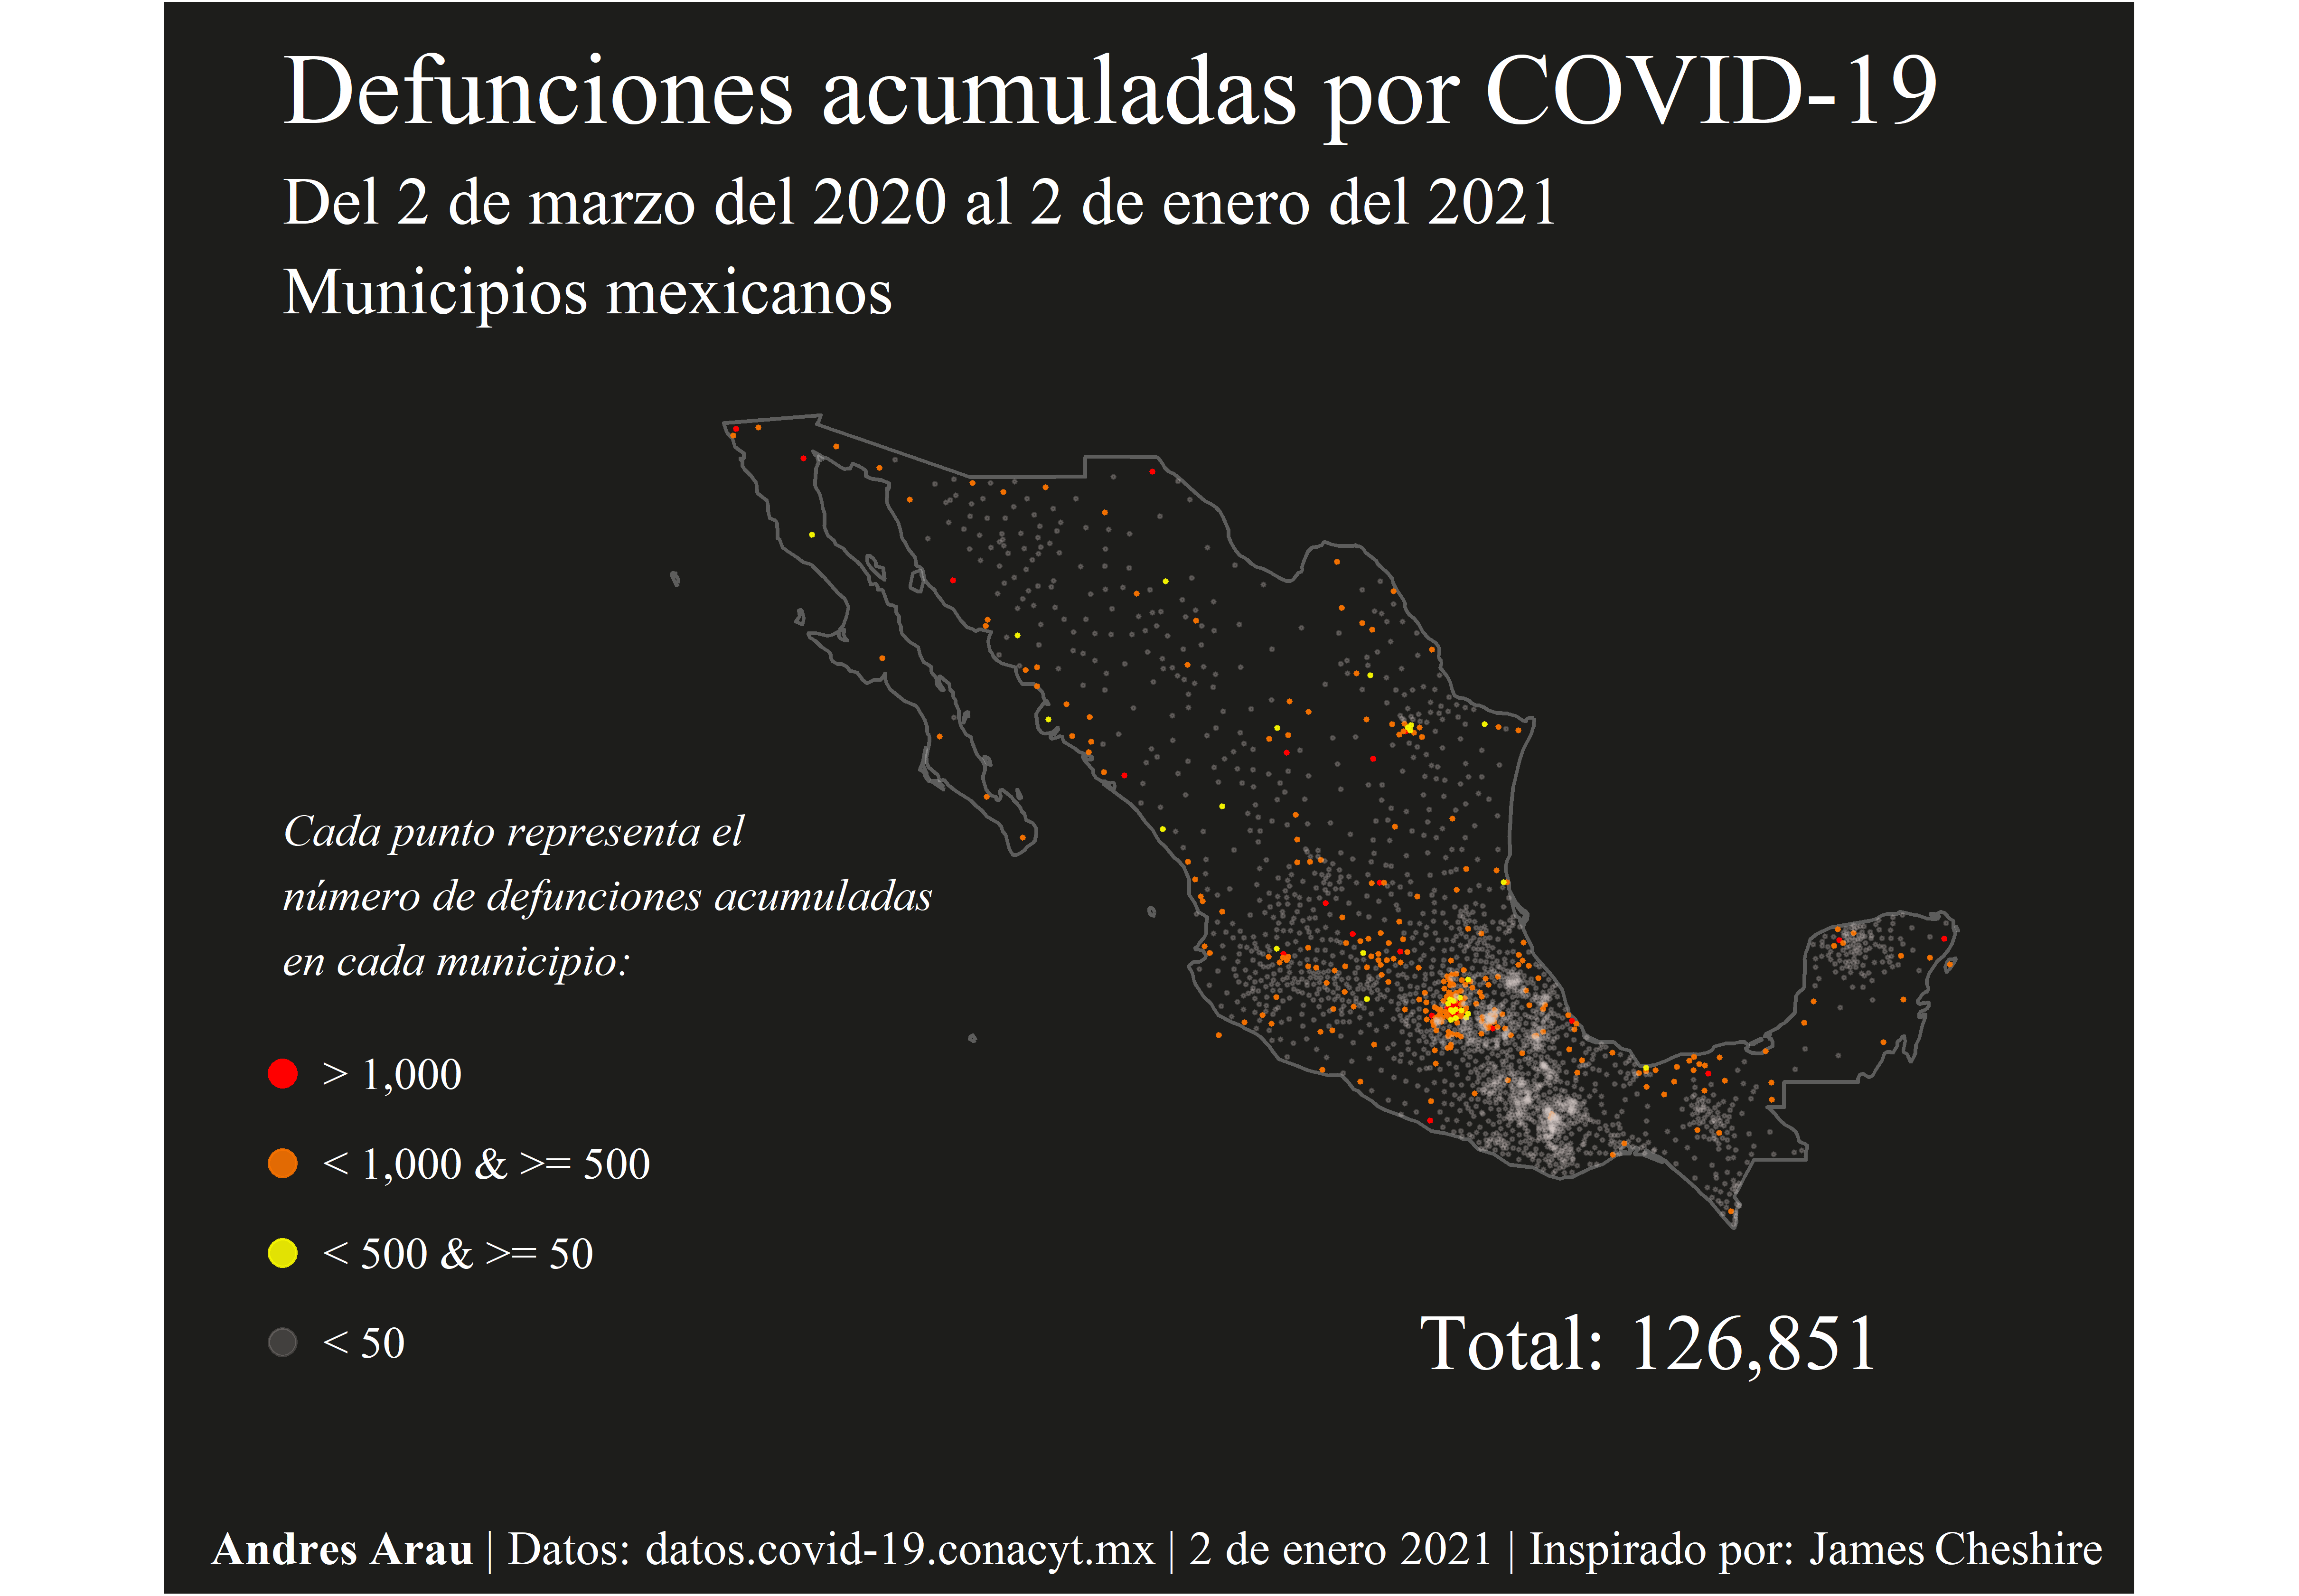 Defunciones acumuladas por COVID-19
Del 2 de marzo del 2020 al 2 de enero del 2021
Municipios mexicanos
Cada punto representa el
número de defunciones acumuladas
en cada municipio:
> 1,000
< 1,000 & >= 500
< 500 & >= 50
< 50
Total: 126,851
Andres Arau | Datos: datos.covid-19.conacyt.mx | 2 de enero 2021 | Inspirado por: James Cheshire